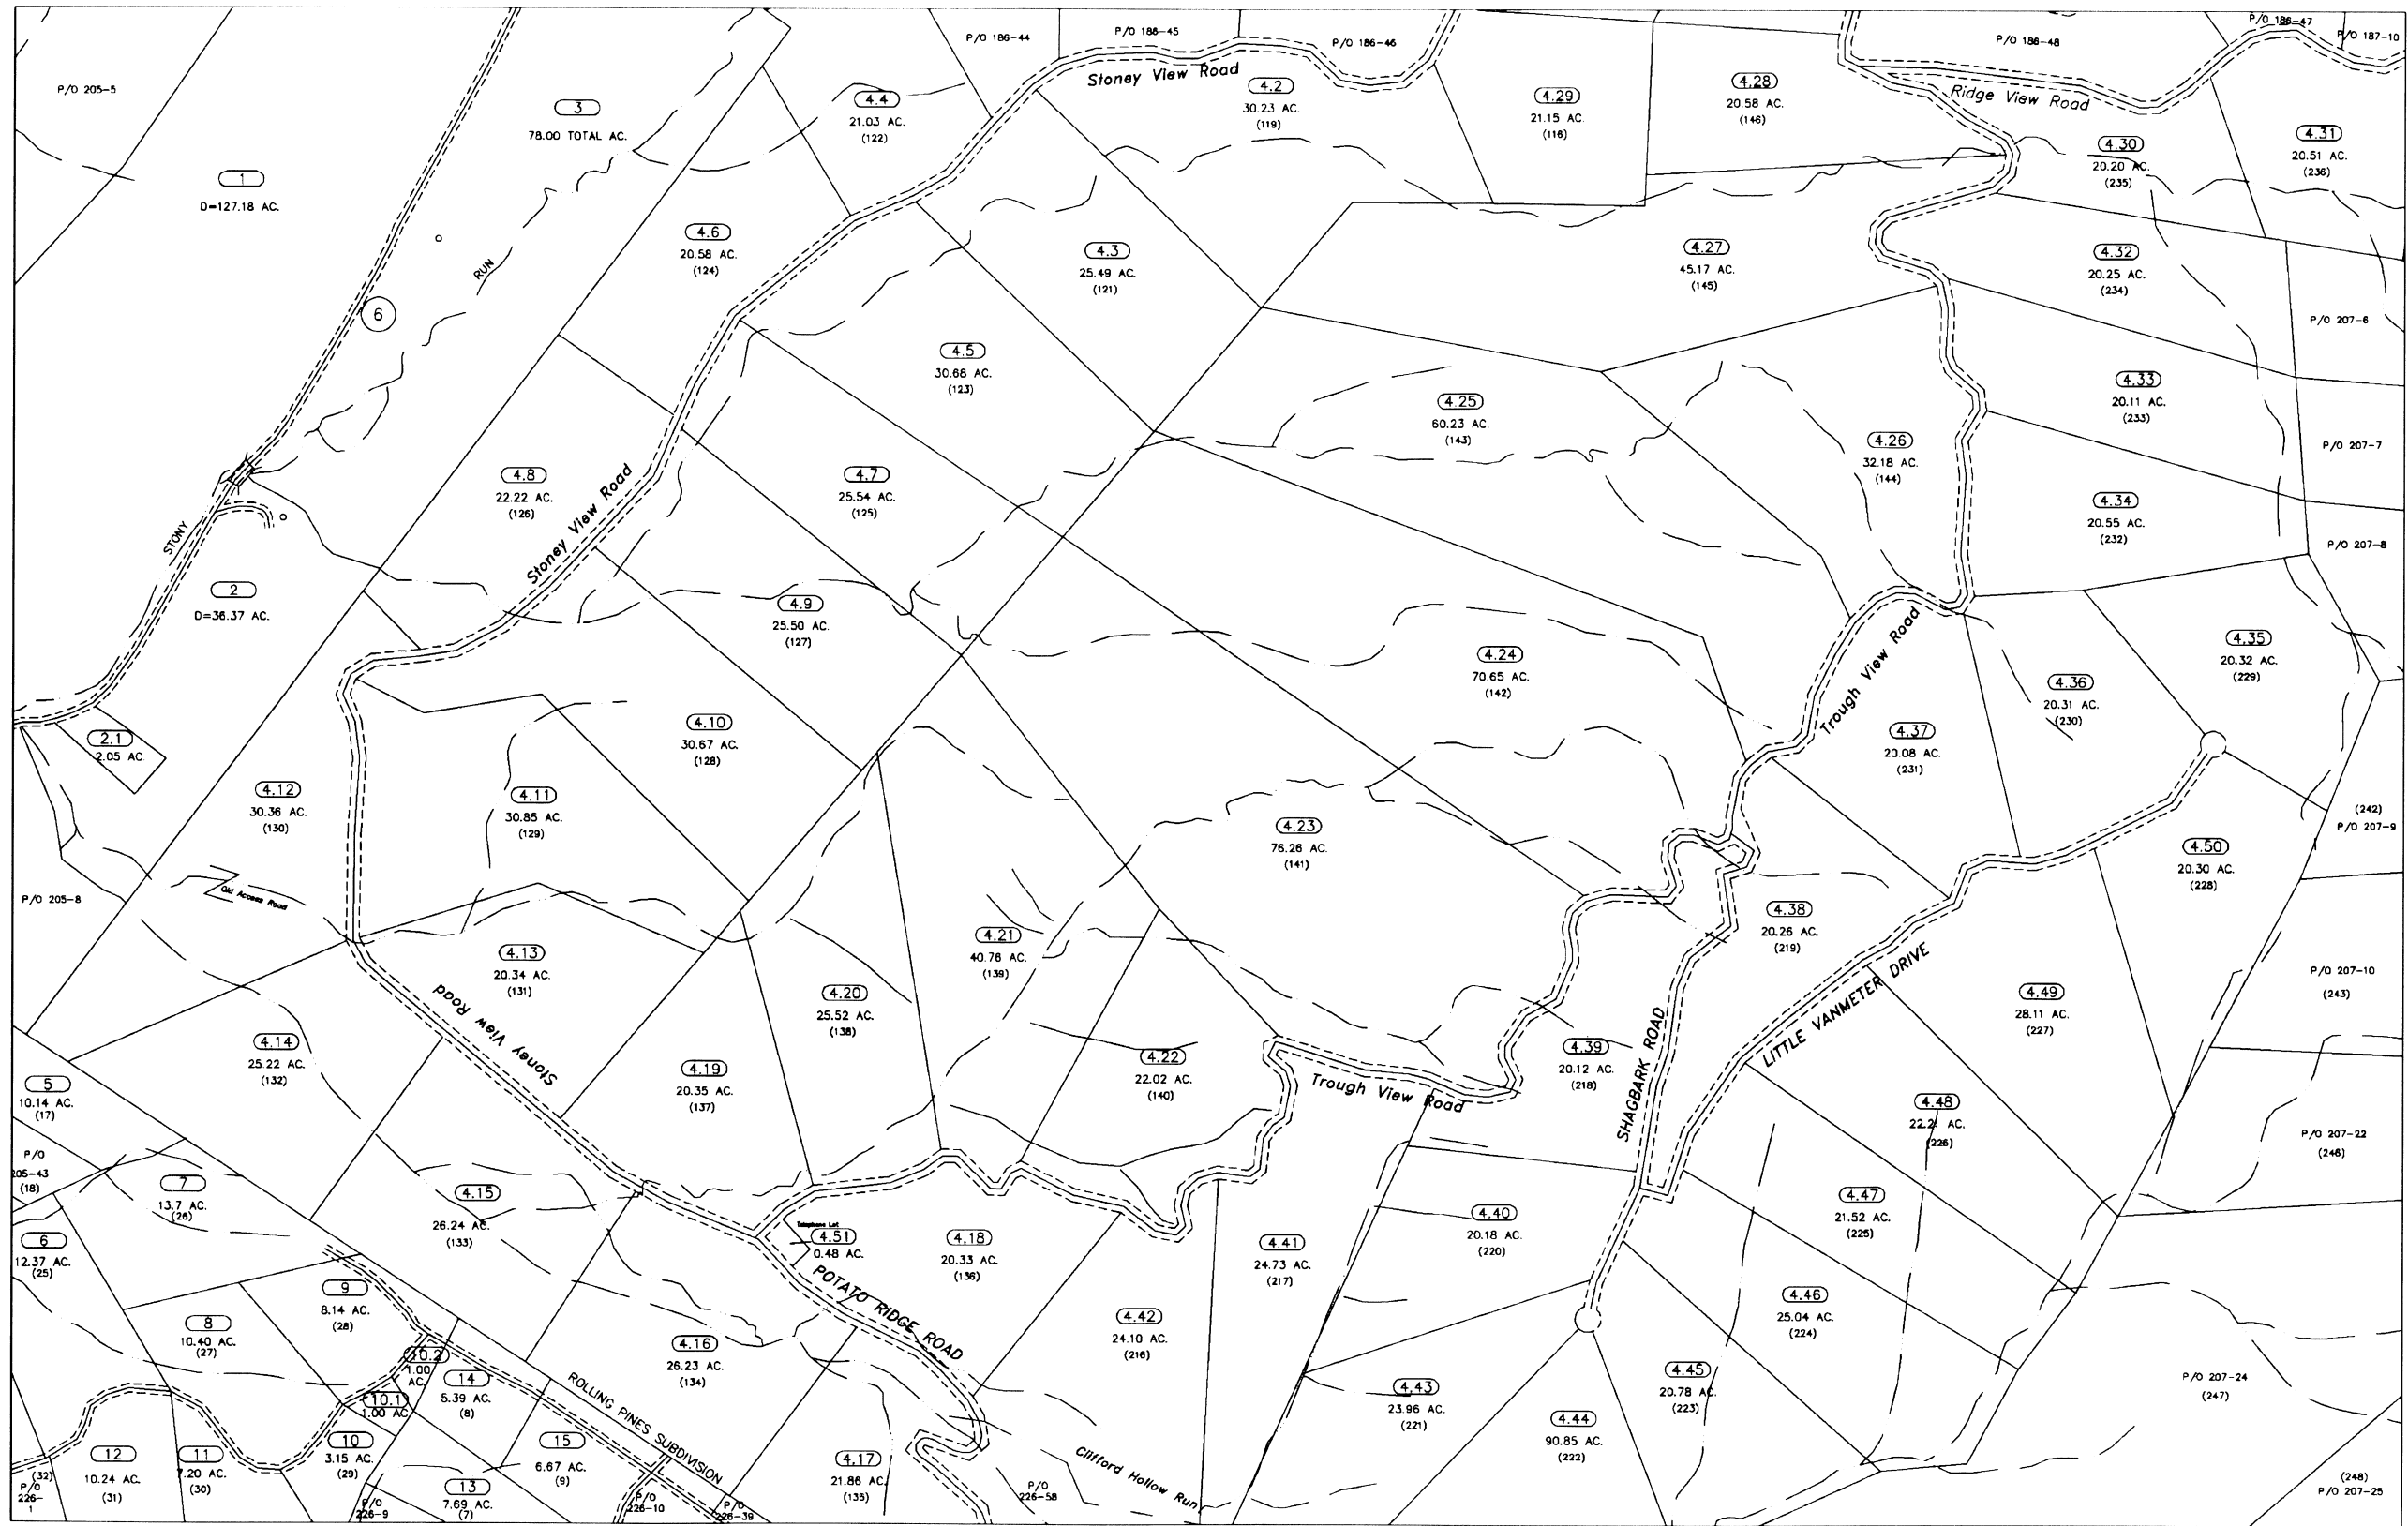 P/O 205-5
P/O 186-44
P/O 186-45
P/O 186-46
P/O 186-48
P/O 186-47
P/O 187-10
Stoney View Road
Ridge View Road
1
D=127.18 AC.
3
78.00 TOTAL AC.
4.4
21.03 AC.
(122)
4.2
30.23 AC.
(119)
4.29
21.15 AC.
4.28
20.58 AC.
(146)
4.30
20.20 AC.
(235)
4.31
20.51 AC.
(236)
6
RUN
4.6
20.58 AC.
(124)
4.3
25.49 AC.
(121)
4.27
45.17 AC.
(145)
4.32
20.25 AC.
(234)
P/O 207-6
4.5
30.68 AC.
(123)
4.25
60.23 AC.
(143)
4.26
32.18 AC.
(144)
4.33
20.11 AC.
(233)
P/O 207-7
4.8
22.22 AC.
(126)
Stoney View Road
4.7
25.54 AC.
(125)
4.34
20.55 AC.
(232)
P/O 207-8
STONY
2
D=36.37 AC.
4.9
25.50 AC.
(127)
4.24
70.65 AC.
(142)
Trough View Road
4.36
20.31 AC.
(230)
4.35
20.32 AC.
(229)
2.1
2.05 AC.
4.10
30.67 AC.
(128)
4.37
20.08 AC.
(231)
4.12
30.36 AC.
(130)
4.11
30.85 AC.
(129)
4.23
76.26 AC.
(141)
(242)
P/O 207-9
4.50
20.30 AC.
(228)
P/O 205-8
Old Access Road
4.13
20.34 AC.
(131)
4.21
40.76 AC.
(139)
4.38
20.26 AC.
(219)
LITTLE VANMETER DRIVE
4.49
28.11 AC.
(227)
P/O 207-10
(243)
Stoney View Road
4.20
25.52 AC.
(138)
4.14
25.22 AC.
(132)
4.19
20.35 AC.
(137)
4.22
22.02 AC.
(140)
Trough View Road
4.39
20.12 AC.
(218)
SHAGBARK ROAD
5
10.14 AC.
(17)
4.48
22.21 AC.
(226)
P/O 207-22
(246)
P/O
205-43
(18)
7
13.7 AC.
(26)
4.15
26.24 AC.
(133)
Telephone Lot
4.51
0.48 AC.
4.18
20.33 AC.
(136)
4.41
24.73 AC.
(217)
4.40
20.18 AC.
(220)
4.47
21.52 AC.
(225)
6
12.37 AC.
(25)
9
8.14 AC.
(28)
POTATO RIDGE ROAD
4.46
25.04 AC.
(224)
8
10.40 AC.
(27)
4.16
26.23 AC.
(134)
4.42
24.10 AC.
(216)
10.2
1.00
AC.
14
5.39 AC.
(8)
ROLLING PINES SUBDIVISION
4.43
23.96 AC.
(221)
4.45
20.78 AC.
(223)
P/O 207-24
(247)
10.1
1.00 AC
4.44
90.85 AC.
(222)
12
10.24 AC.
(31)
11
7.20 AC.
(30)
10
3.15 AC.
(29)
15
6.67 AC.
(9)
4.17
21.86 AC.
(135)
Clifford Hollow Run
(32)
P/O
226-
1
P/O
226-9
13
7.69 AC.
(7)
P/O
226-10
P/O
226-39
P/O
226-58
(248)
P/O 207-25